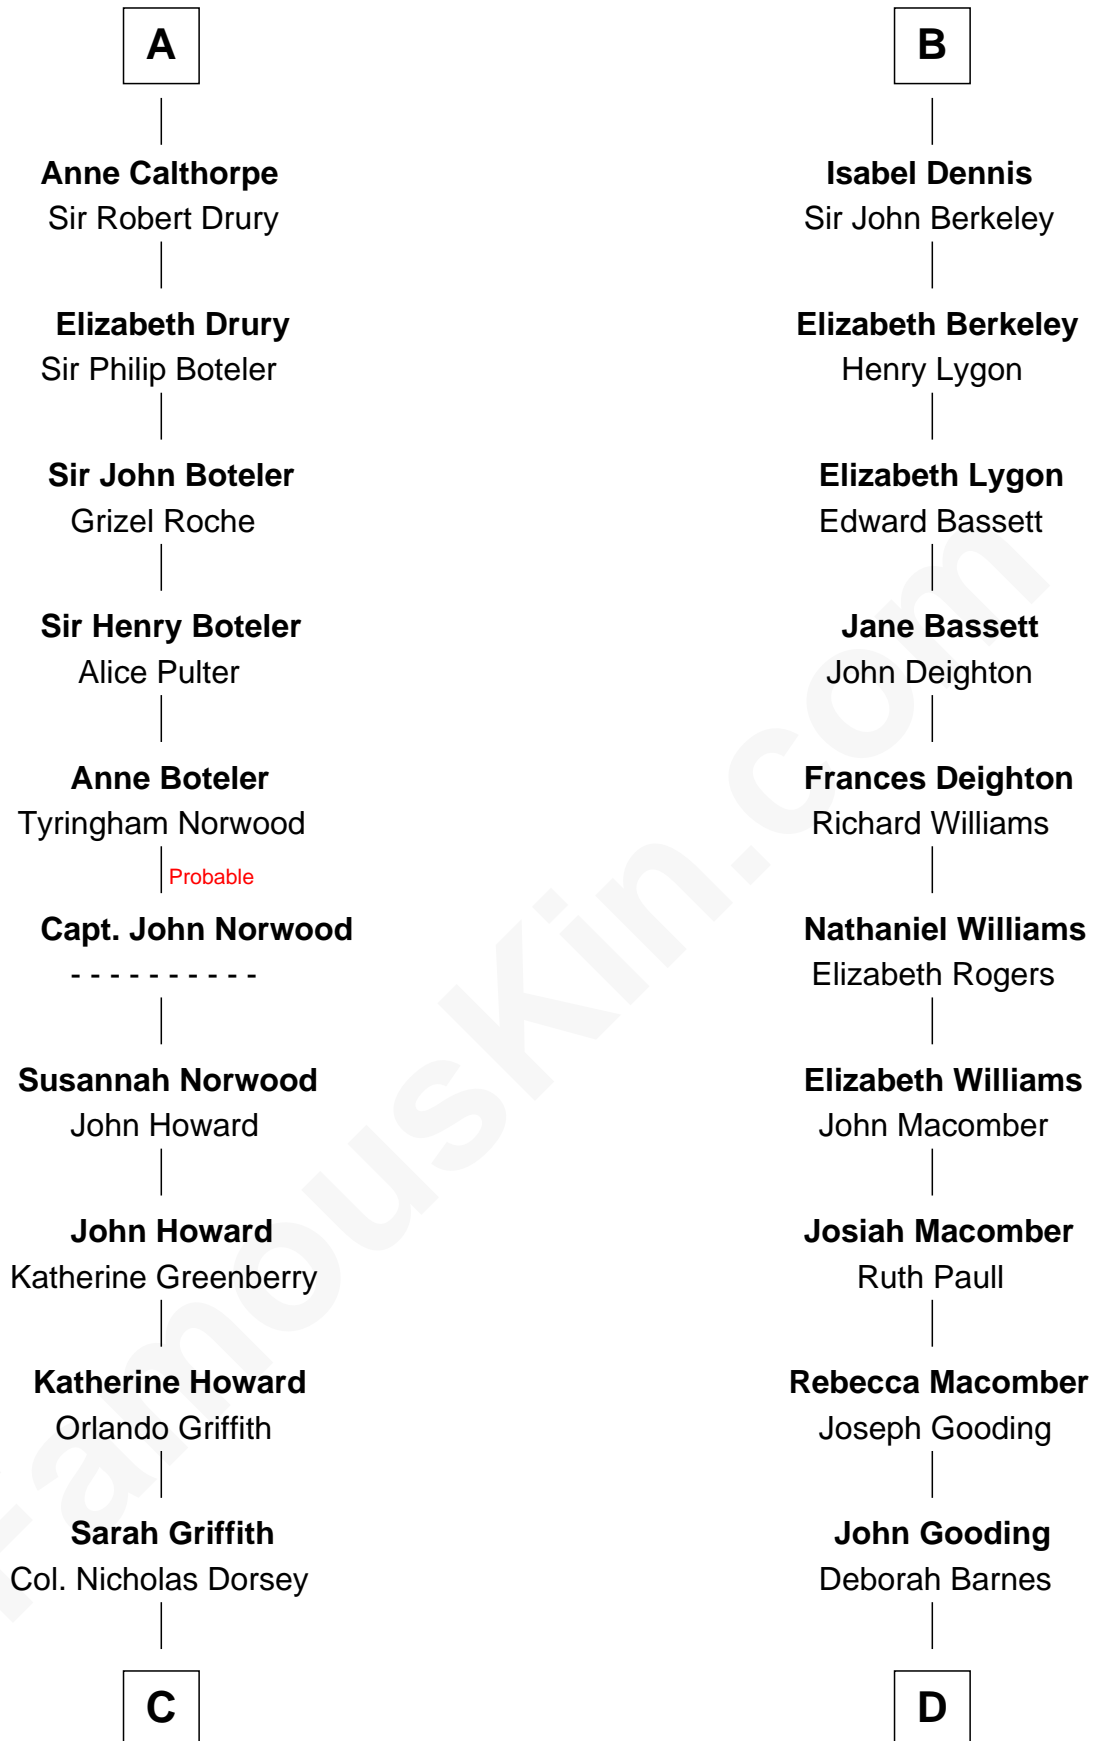 A
Anne Calthorpe
Sir Robert Drury
Elizabeth Drury
Sir Philip Boteler
Sir John Boteler
Grizel Roche
Sir Henry Boteler
Alice Pulter
Anne Boteler
Tyringham Norwood
Probable
Capt. John Norwood
- - - - - - - - - -
Susannah Norwood
John Howard
John Howard
Katherine Greenberry
Katherine Howard
Orlando Griffith
Sarah Griffith
Col. Nicholas Dorsey
C
B
Isabel Dennis
Sir John Berkeley
Elizabeth Berkeley
Henry Lygon
Elizabeth Lygon
Edward Bassett
Jane Bassett
John Deighton
Frances Deighton
Richard Williams
Nathaniel Williams
Elizabeth Rogers
Elizabeth Williams
John Macomber
Josiah Macomber
Ruth Paull
Rebecca Macomber
Joseph Gooding
John Gooding
Deborah Barnes
D
FamousKin.com